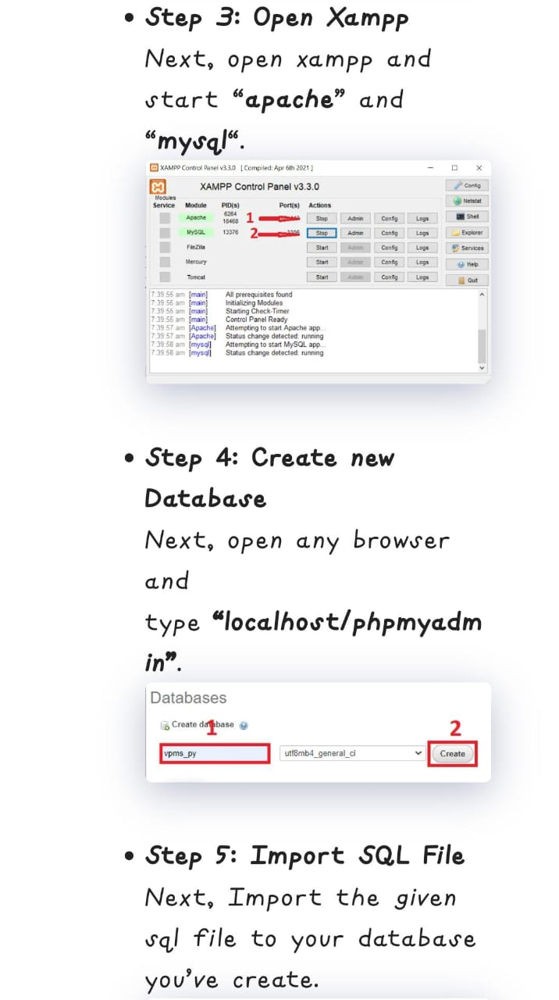 • Step 3: Open Xampp
Next, open xampp and
start “apache” and
“mysql“.
XAMPP Control Panel v3.3.0 [ Compiled: Apr 6th 2021 ]
XAMPP Control Panel v3.3.0
Config
Modules
Service Module PID(s) Port(s) Actions
Netstat
Apache 6264 18468 1 Stop Admin Config Logs
Shell
MySQL 13376 2 Stop Admin Config Logs
Explorer
FileZilla Start Admin Config Logs
Services
Mercury Start Admin Config Logs
Help
Tomcat Start Admin Config Logs
Quit
7:39:55 am [main] All prerequisites found
7:39:55 am [main] Initializing Modules
7:39:55 am [main] Starting Check-Timer
7:39:55 am [main] Control Panel Ready
7:39:57 am [Apache] Attempting to start Apache app...
7:39:57 am [Apache] Status change detected: running
7:39:58 am [mysql] Attempting to start MySQL app...
7:39:58 am [mysql] Status change detected: running
• Step 4: Create new
Database
Next, open any browser
and
type “localhost/phpmyadm
in”.
Databases
Create database
1
2
vpms_py utf8mb4_general_ci Create
• Step 5: Import SQL File
Next, Import the given
sql file to your database
you’ve create.